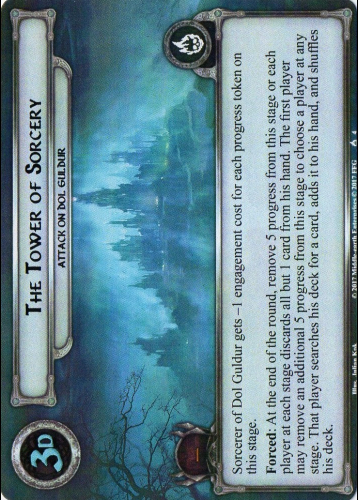 3D
THE TOWER OF SORCERY
ATTACK ON DOL GULDUR
Sorcerer of Dol Guldur gets –1 engagement cost for each progress token on
this stage.
Forced: At the end of the round, remove 5 progress from this stage or each
player at each stage discards all but 1 card from his hand. The first player
may remove an additional 5 progress from this stage to choose a player at any
stage. That player searches his deck for a card, adds it to his hand, and shuffles
his deck.
Illus. Julian Kok © 2017 Middle-earth Enterprises © 2017 FFG 4